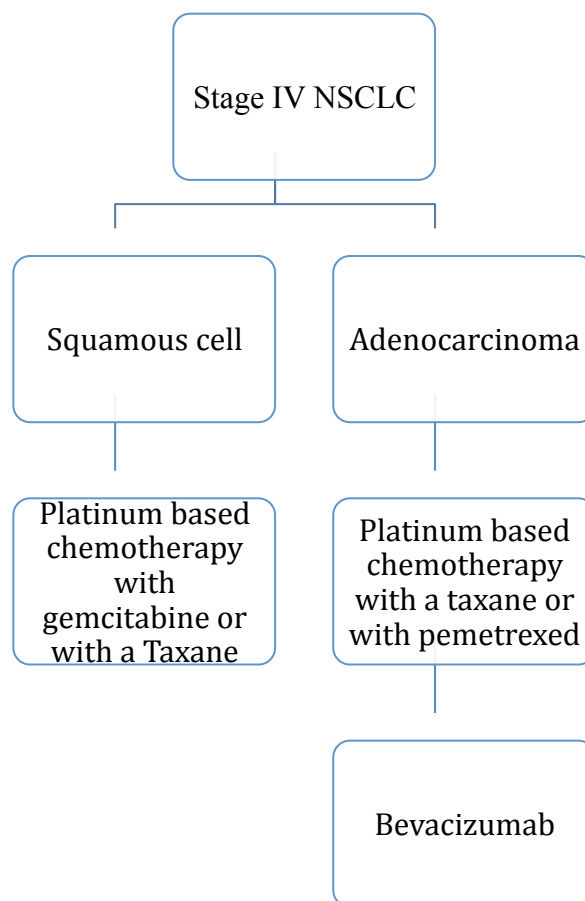 Stage IV NSCLC
Squamous cell
Adenocarcinoma
Platinum based
chemotherapy
with
gemcitabine or
with a Taxane
Platinum based
chemotherapy
with a taxane or
with pemetrexed
Bevacizumab